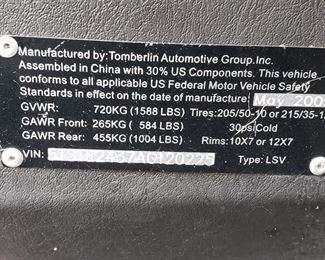 Manufactured by:Tomberlin Automotive Group.Inc.
Assembled in China with 30% US Components. This vehicle
conforms to all applicable US Federal Motor Vehicle Safety
Standards in effect on the date of manufacture: May
GVWR: 720KG (1588 LBS) Tires:205/50-10 or 215/35-
GAWR Front: 265KG ( 584 LBS) 30psiCold
GAWR Rear: 455KG (1004 LBS) Rims:10X7 or 12X7
VIN: Type: LSV